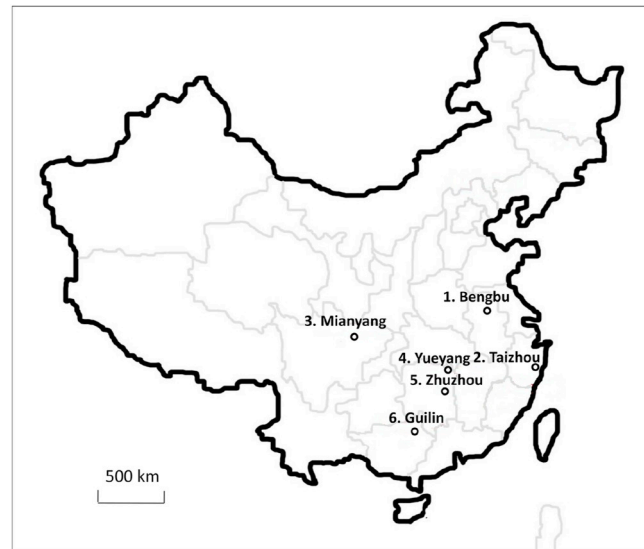 1. Bengbu
3. Mianyang
4. Yueyang 2. Taizhou
5. Zhuzhou
6. Guilin
500 km